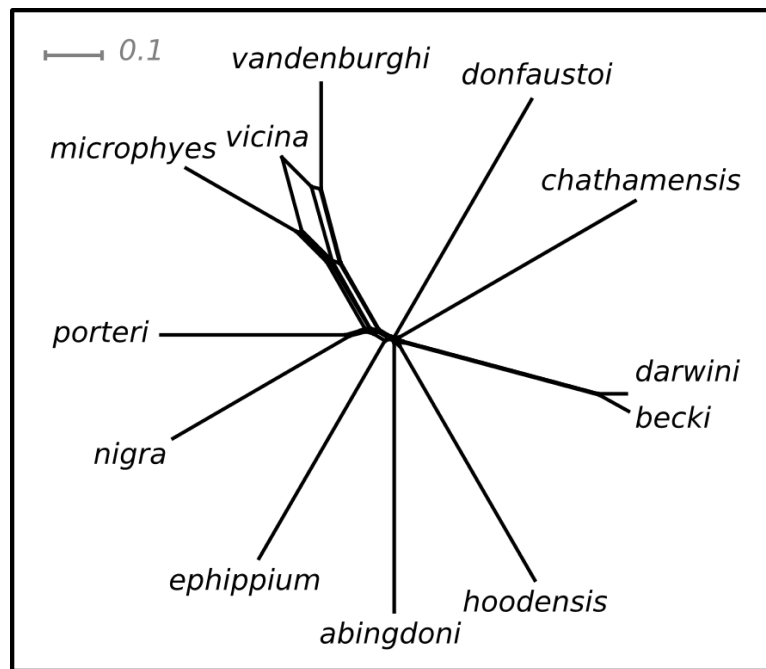 0.1
vandenburghi
donfaustoi
vicina
microphyes
chathamensis
porteri
darwini
becki
nigra
ephippium
hoodensis
abingdoni